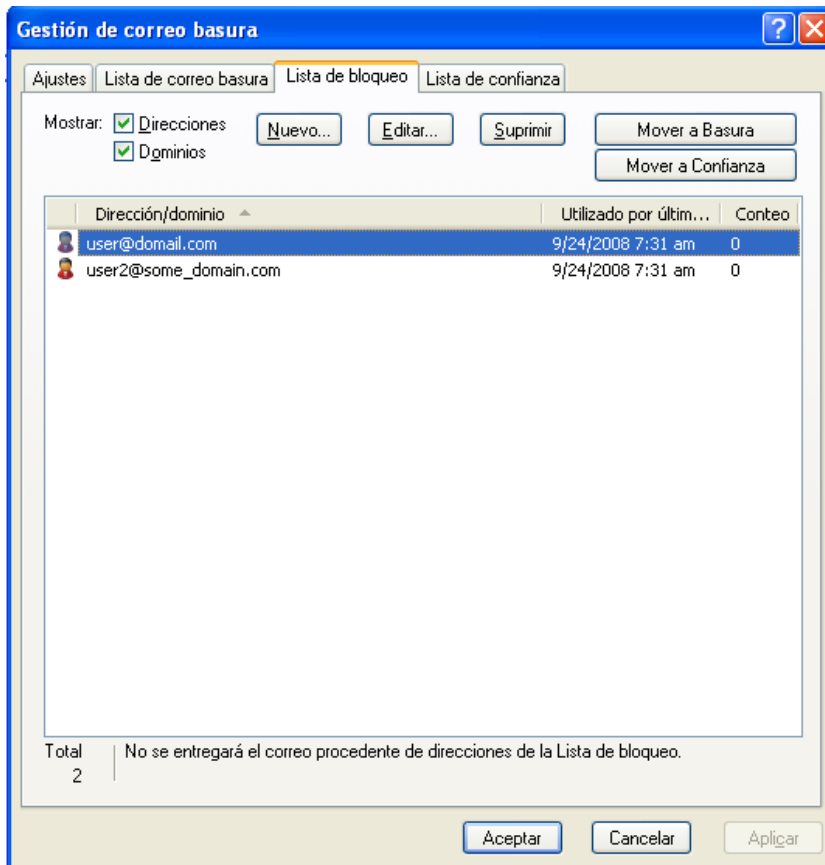 Gestión de correo basura
Ajustes Lista de correo basura Lista de bloqueo Lista de confianza
Mostrar: Direcciones Nuevo... Editar... Suprimir Mover a Basura
Dominios Mover a Confianza
Dirección/dominio Utilizado por últim... Conteo
user@domail.com 9/24/2008 7:31 am 0
user2@some_domain.com 9/24/2008 7:31 am 0
Total No se entregará el correo procedente de direcciones de la Lista de bloqueo.
2
Aceptar Cancelar Aplicar